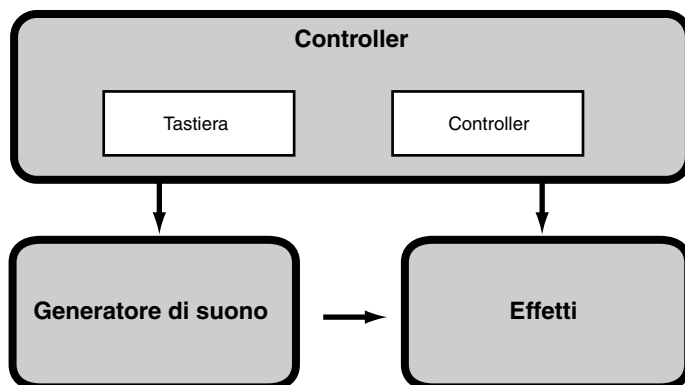 Controller
Tastiera
Controller
Generatore di suono
Effetti